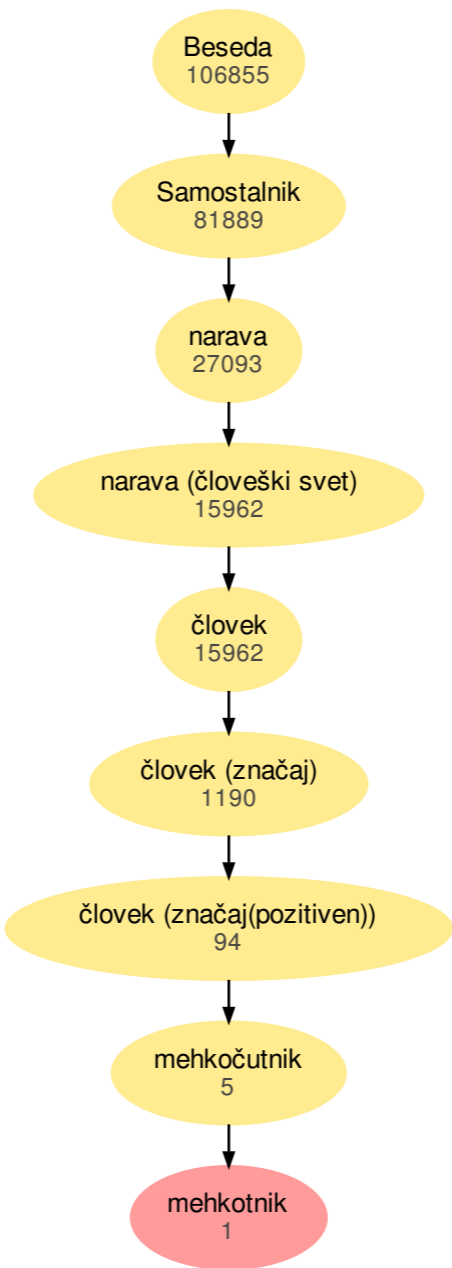 Beseda
106855
Samostalnik
81889
narava
27093
narava (človeški svet)
15962
človek
15962
človek (značaj)
1190
človek (značaj(pozitiven))
94
mehkočutnik
5
mehkotnik
1